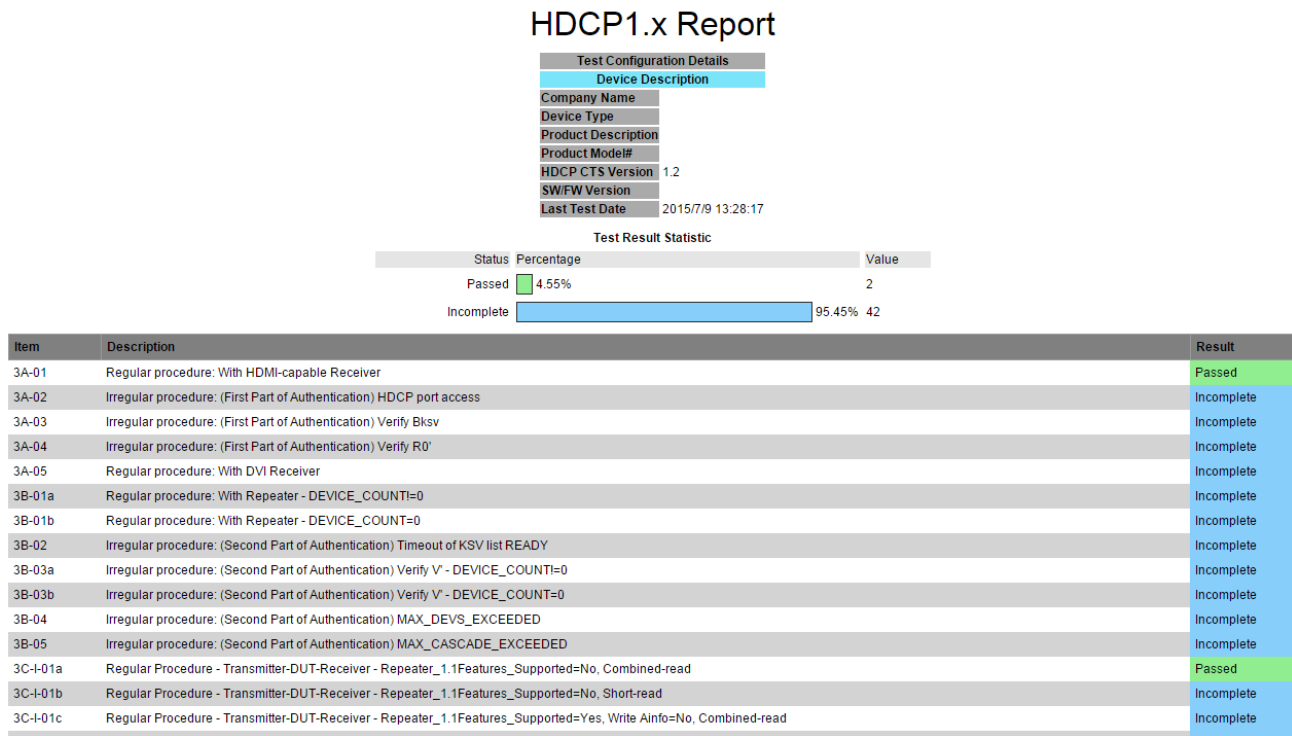 HDCP1.x Report
Test Configuration Details
Device Description
Company Name
Device Type
Product Description
Product Model#
HDCP CTS Version 1.2
SW/FW Version
Last Test Date 2015/7/9 13:28:17
Test Result Statistic
Status Percentage Value
Passed 4.55% 2
Incomplete 95.45% 42
Item Description Result
3A-01 Regular procedure: With HDMI-capable Receiver Passed
3A-02 Irregular procedure: (First Part of Authentication) HDCP port access Incomplete
3A-03 Irregular procedure: (First Part of Authentication) Verify Bksv Incomplete
3A-04 Irregular procedure: (First Part of Authentication) Verify R0' Incomplete
3A-05 Regular procedure: With DVI Receiver Incomplete
3B-01a Regular procedure: With Repeater - DEVICE_COUNT!=0 Incomplete
3B-01b Regular procedure: With Repeater - DEVICE_COUNT=0 Incomplete
3B-02 Irregular procedure: (Second Part of Authentication) Timeout of KSV list READY Incomplete
3B-03a Irregular procedure: (Second Part of Authentication) Verify V' - DEVICE_COUNT!=0 Incomplete
3B-03b Irregular procedure: (Second Part of Authentication) Verify V' - DEVICE_COUNT=0 Incomplete
3B-04 Irregular procedure: (Second Part of Authentication) MAX_DEVS_EXCEEDED Incomplete
3B-05 Irregular procedure: (Second Part of Authentication) MAX_CASCADE_EXCEEDED Incomplete
3C-I-01a Regular Procedure - Transmitter-DUT-Receiver - Repeater_1.1Features_Supported=No, Combined-read Passed
3C-I-01b Regular Procedure - Transmitter-DUT-Receiver - Repeater_1.1Features_Supported=No, Short-read Incomplete
3C-I-01c Regular Procedure - Transmitter-DUT-Receiver - Repeater_1.1Features_Supported=Yes, Write Ainfo=No, Combined-read Incomplete